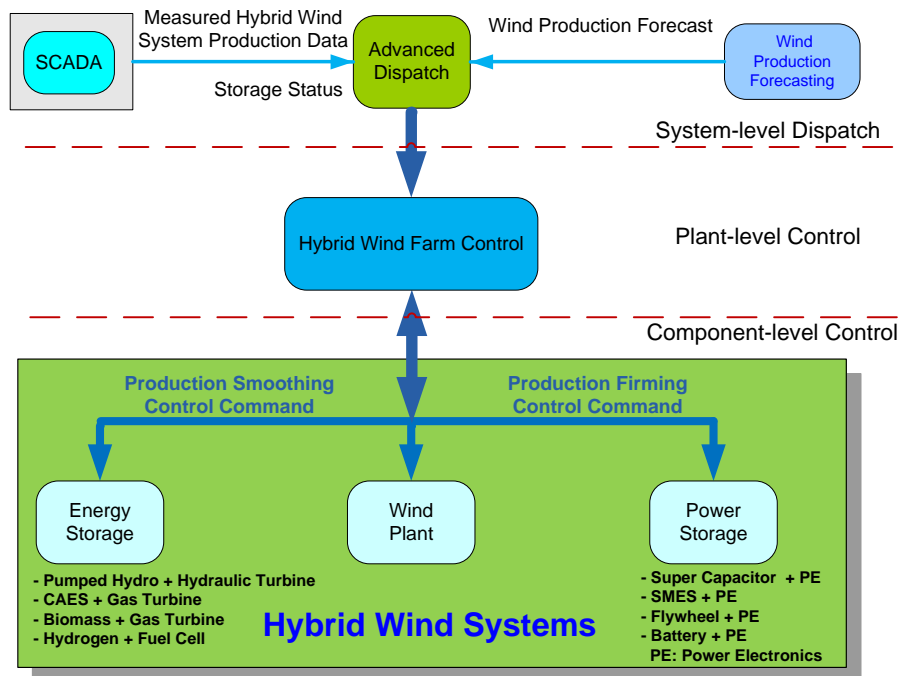 Measured Hybrid Wind
System Production Data
SCADA
Storage Status
Advanced
Dispatch
Wind Production Forecast
Wind
Production
Forecasting
System-level Dispatch
Hybrid Wind Farm Control
Plant-level Control
Component-level Control
Production Smoothing
Control Command
Production Firming
Control Command
Energy
Storage
Wind
Plant
Power
Storage
- Pumped Hydro + Hydraulic Turbine
- CAES + Gas Turbine
- Biomass + Gas Turbine
- Hydrogen + Fuel Cell
Hybrid Wind Systems
- Super Capacitor + PE
- SMES + PE
- Flywheel + PE
- Battery + PE
PE: Power Electronics